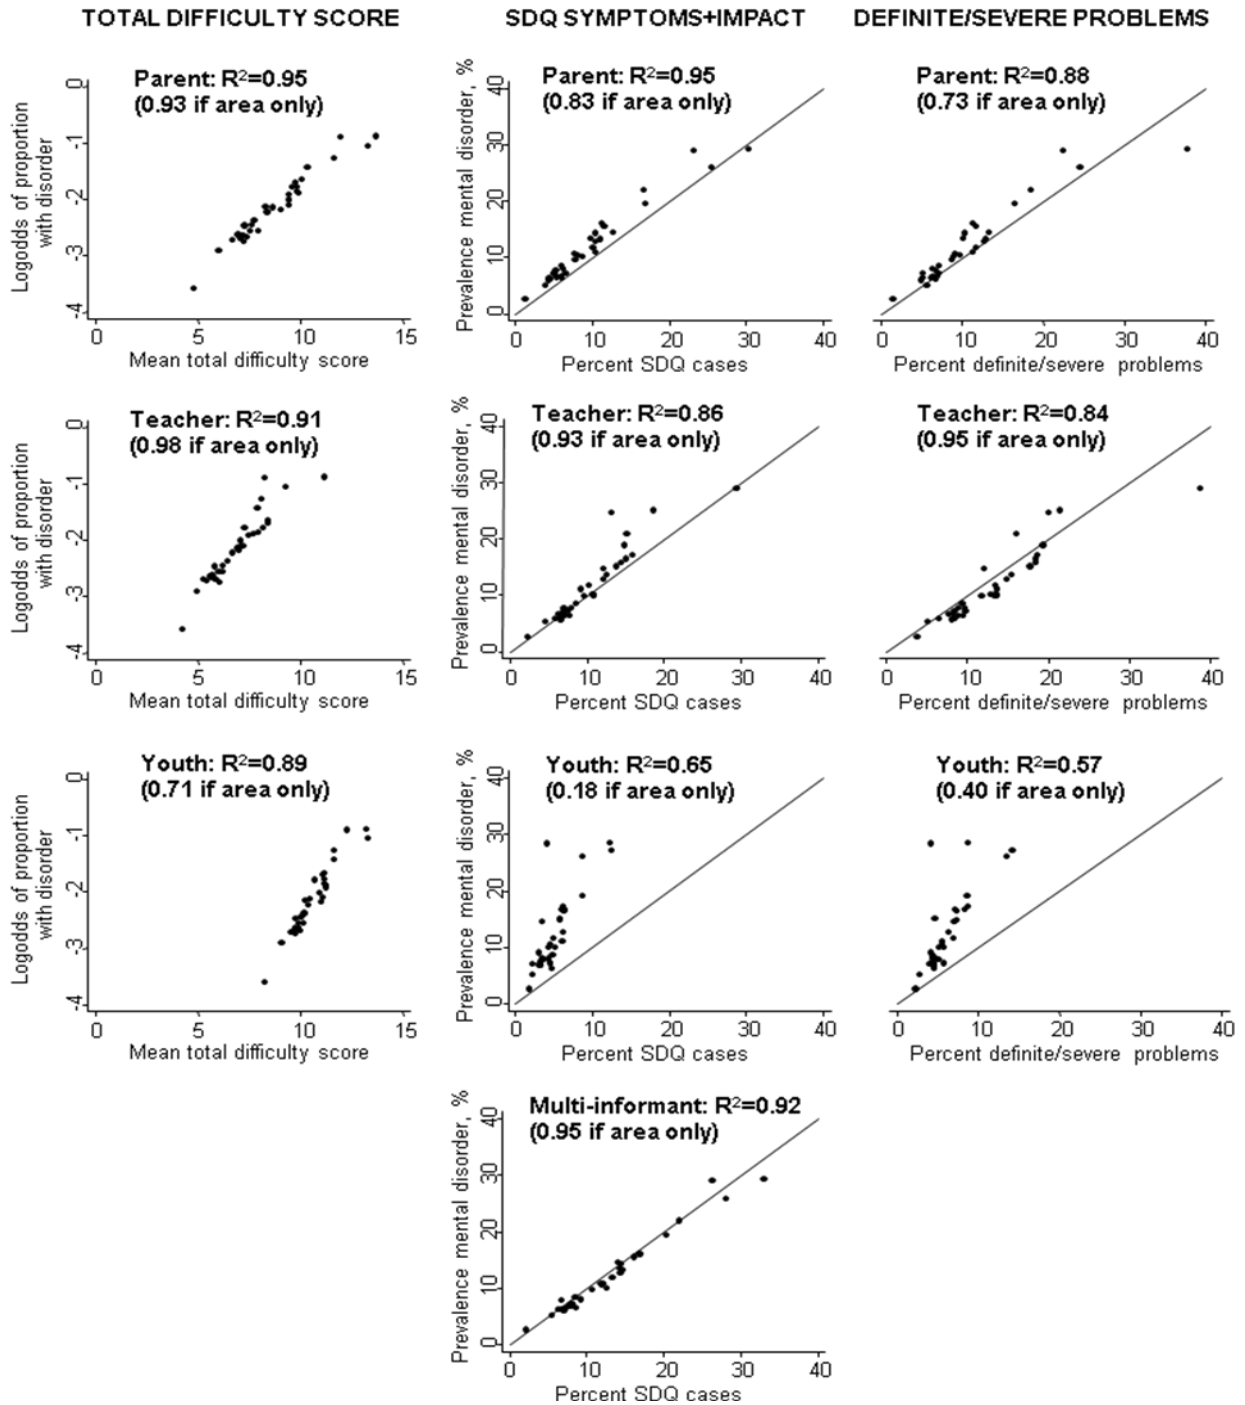 TOTAL DIFFICULTY SCORE
SDQ SYMPTOMS+IMPACT
DEFINITE/SEVERE PROBLEMS
Parent: R²=0.95
(0.93 if area only)
Logodds of proportion
with disorder
0
-1
-2
-3
-4
0 5 10 15
Mean total difficulty score
Parent: R²=0.95
(0.83 if area only)
Prevalence mental disorder, %
40
30
20
10
0
0 10 20 30 40
Percent SDQ cases
Parent: R²=0.88
(0.73 if area only)
0 10 20 30 40
Percent definite/severe problems
Teacher: R²=0.91
(0.98 if area only)
Logodds of proportion
with disorder
0
-1
-2
-3
-4
0 5 10 15
Mean total difficulty score
Teacher: R²=0.86
(0.93 if area only)
Prevalence mental disorder, %
40
30
20
10
0
0 10 20 30 40
Percent SDQ cases
Teacher: R²=0.84
(0.95 if area only)
0 10 20 30 40
Percent definite/severe problems
Youth: R²=0.89
(0.71 if area only)
Logodds of proportion
with disorder
0
-1
-2
-3
-4
0 5 10 15
Mean total difficulty score
Youth: R²=0.65
(0.18 if area only)
Prevalence mental disorder, %
40
30
20
10
0
0 10 20 30 40
Percent SDQ cases
Youth: R²=0.57
(0.40 if area only)
0 10 20 30 40
Percent definite/severe problems
Multi-informant: R²=0.92
(0.95 if area only)
Prevalence mental disorder, %
40
30
20
10
0
0 10 20 30 40
Percent SDQ cases